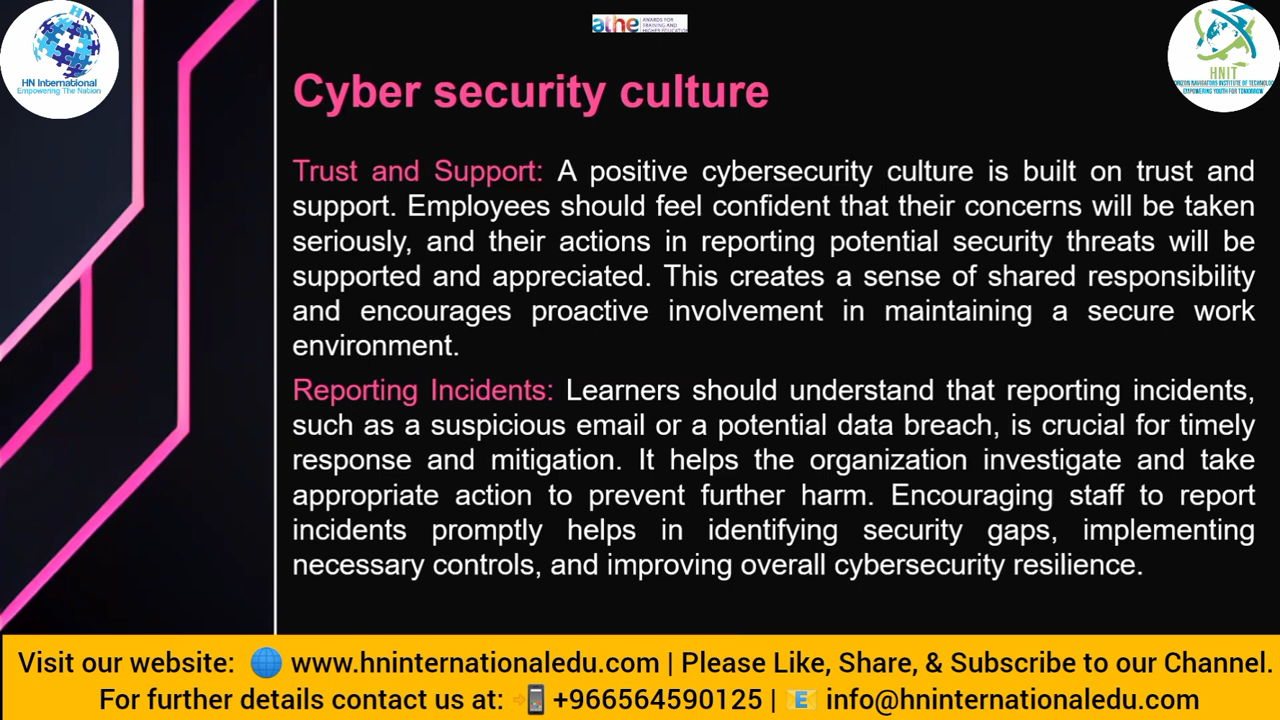 HN
HN International
Empowering The Nation
athe
AWARDS FOR
TRAINING AND
HIGHER EDUCATION
HNIT
EMPOWERING YOUTH FOR TOMORROW
Cyber security culture
Trust and Support: A positive cybersecurity culture is built on trust and
support. Employees should feel confident that their concerns will be taken
seriously, and their actions in reporting potential security threats will be
supported and appreciated. This creates a sense of shared responsibility
and encourages proactive involvement in maintaining a secure work
environment.
Reporting Incidents: Learners should understand that reporting incidents,
such as a suspicious email or a potential data breach, is crucial for timely
response and mitigation. It helps the organization investigate and take
appropriate action to prevent further harm. Encouraging staff to report
incidents promptly helps in identifying security gaps, implementing
necessary controls, and improving overall cybersecurity resilience.
Visit our website: 🌐 www.hninternationaledu.com | Please Like, Share, & Subscribe to our Channel.
For further details contact us at: 📲 +966564590125 | 📧 info@hninternationaledu.com